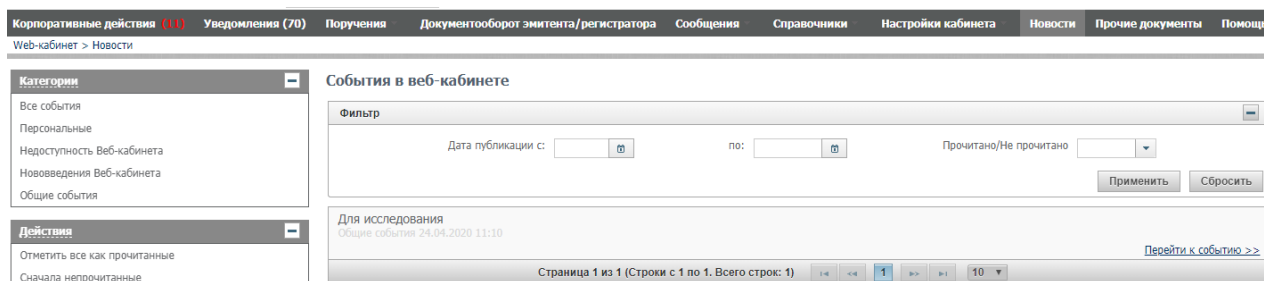 Корпоративные действия (11) Уведомления (70) Поручения Документооборот эмитента/регистратора Сообщения Справочники Настройки кабинета Новости Прочие документы Помощь
Web-кабинет > Новости
Категории
Все события
Персональные
Недоступность Веб-кабинета
Нововведения Веб-кабинета
Общие события
Действия
Отметить все как прочитанные
Сначала непрочитанные
События в веб-кабинете
Фильтр
Дата публикации с: по: Прочитано/Не прочитано
Применить Сбросить
Для исследования
Общие события 24.04.2020 11:10
Перейти к событию >>
Страница 1 из 1 (Строки с 1 по 1. Всего строк: 1) 1 10